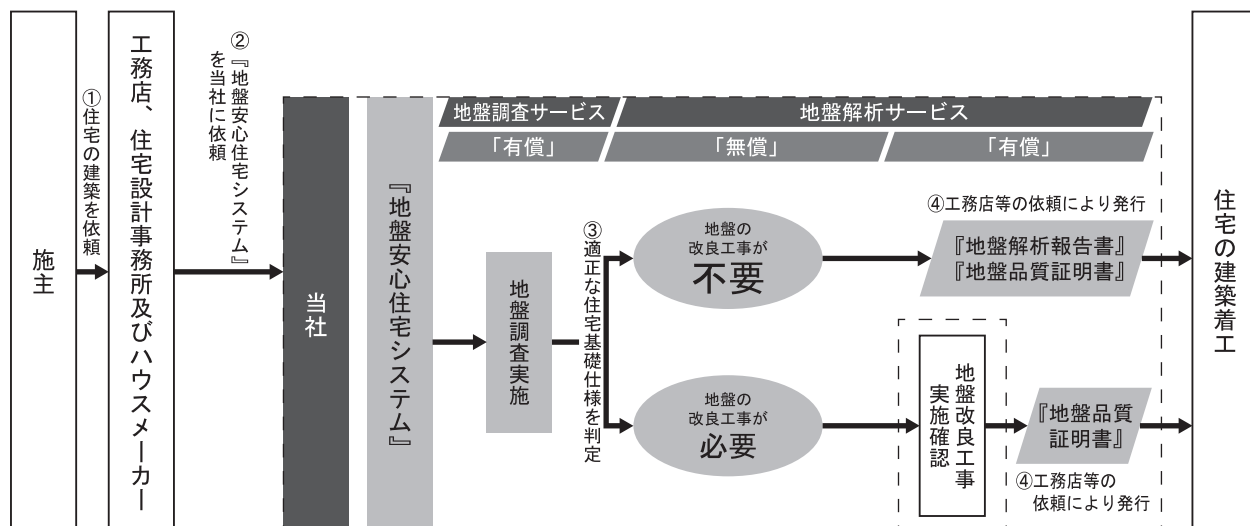 施主
①住宅の建築を依頼
工務店、住宅設計事務所及びハウスメーカー
②『地盤安心住宅システム』
を当社に依頼
当社
『地盤安心住宅システム』
地盤調査サービス
地盤解析サービス
「有償」
「無償」
「有償」
地盤調査実施
③適正な住宅基礎仕様を判定
地盤の
改良工事が
不要
④工務店等の依頼により発行
『地盤解析報告書』
『地盤品質証明書』
地盤の
改良工事が
必要
地盤改良工事
実施確認
『地盤品質
証明書』
④工務店等の
依頼により発行
住宅の建築着工